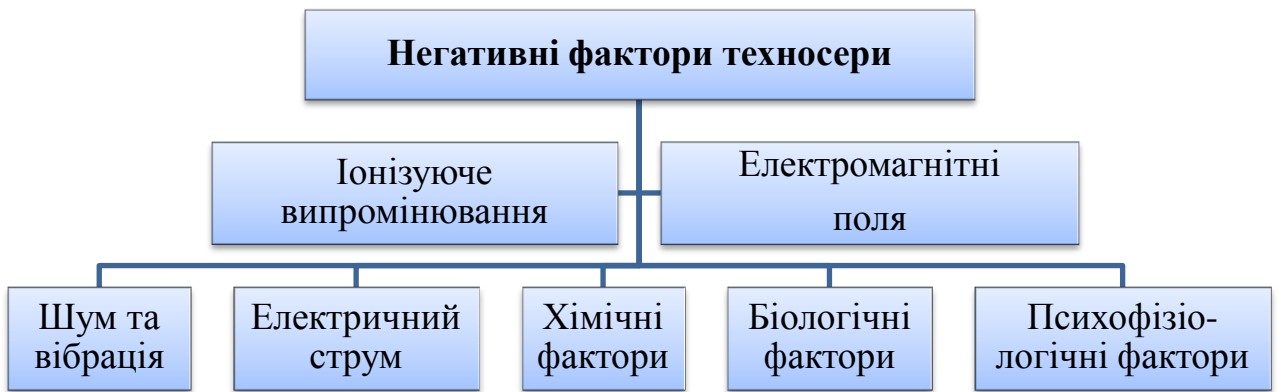 Негативні фактори техносери
Іонізуюче
випромінювання
Електромагнітні
поля
Шум та
вібрація
Електричний
струм
Хімічні
фактори
Біологічні
фактори
Психофізіо-
логічні фактори